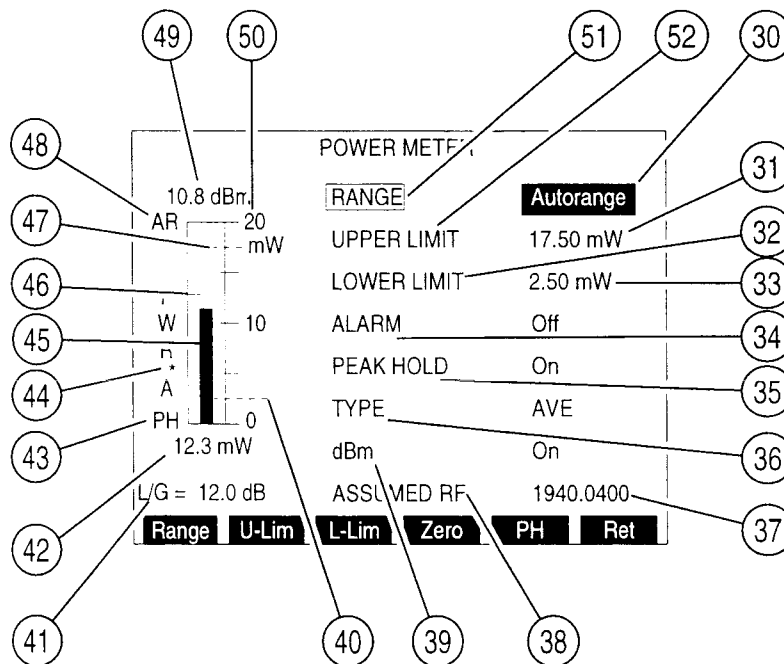 49 50 51 52 30
48
47
46
45
44
43
42
41
31
32
33
34
35
36
37
40 39 38
POWER METER
10.8 dBm
AR
20
mW
W
10
*
A
PH
0
12.3 mW
L/G = 12.0 dB
RANGE Autorange
UPPER LIMIT 17.50 mW
LOWER LIMIT 2.50 mW
ALARM Off
PEAK HOLD On
TYPE AVE
dBm On
ASSUMED RF 1940.0400
Range U-Lim L-Lim Zero PH Ret